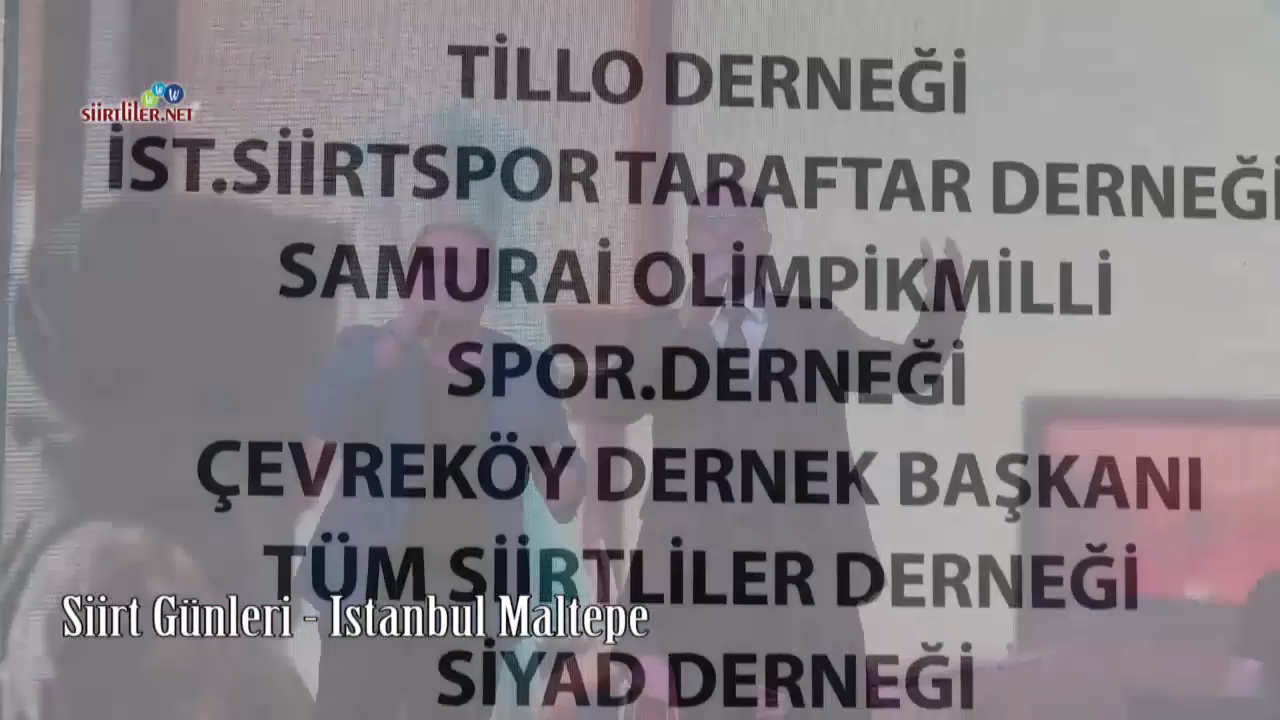 TİLLO DERNEĞİ
www
siirtliler.net
İST.SİİRTSPOR TARAFTAR DERNEĞİ
SAMURAİ OLİMPİKMİLLİ
SPOR.DERNEĞİ
ÇEVREKÖY DERNEK BAŞKANI
TÜM SİİRTLİLER DERNEĞİ
Siirt Günleri - Istanbul Maltepe
SİYAD DERNEĞİ